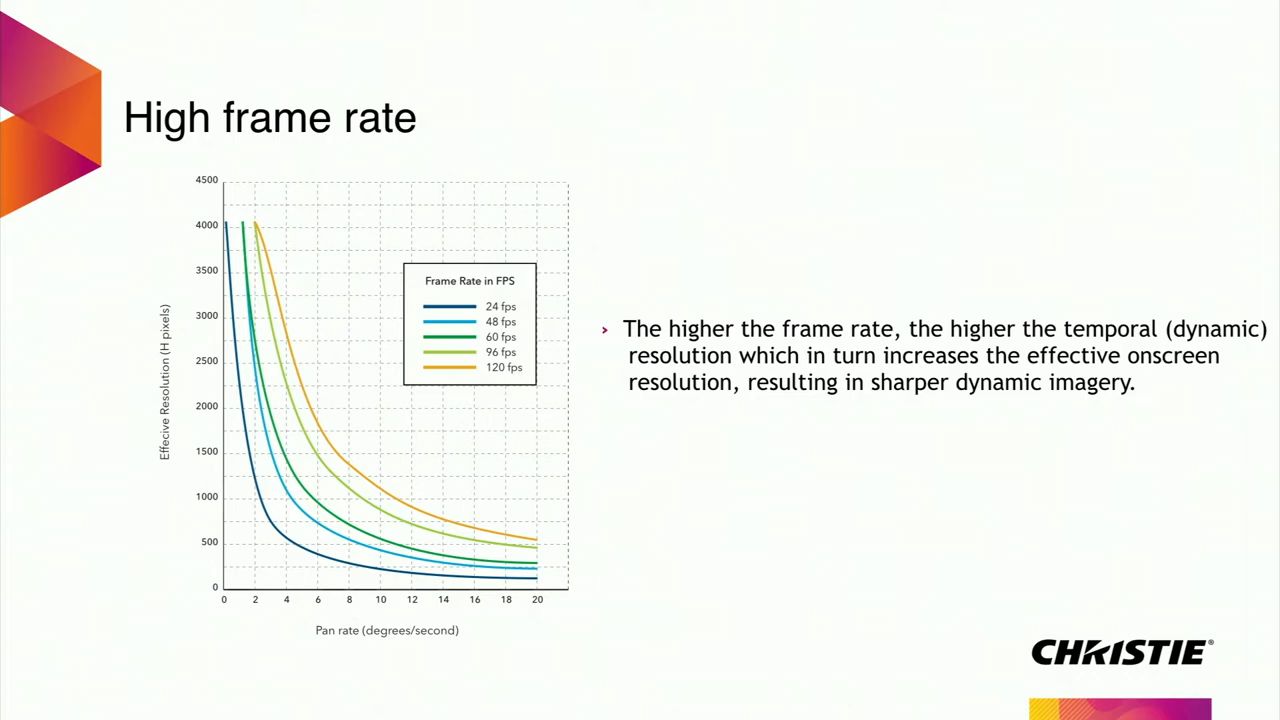 High frame rate
4500
4000
3500
3000
2500
2000
1500
1000
500
0
Effective Resolution (H pixels)
0 2 4 6 8 10 12 14 16 18 20
Pan rate (degrees/second)
Frame Rate in FPS
24 fps
48 fps
60 fps
96 fps
120 fps
› The higher the frame rate, the higher the temporal (dynamic)
resolution which in turn increases the effective onscreen
resolution, resulting in sharper dynamic imagery.
CHRISTIE®